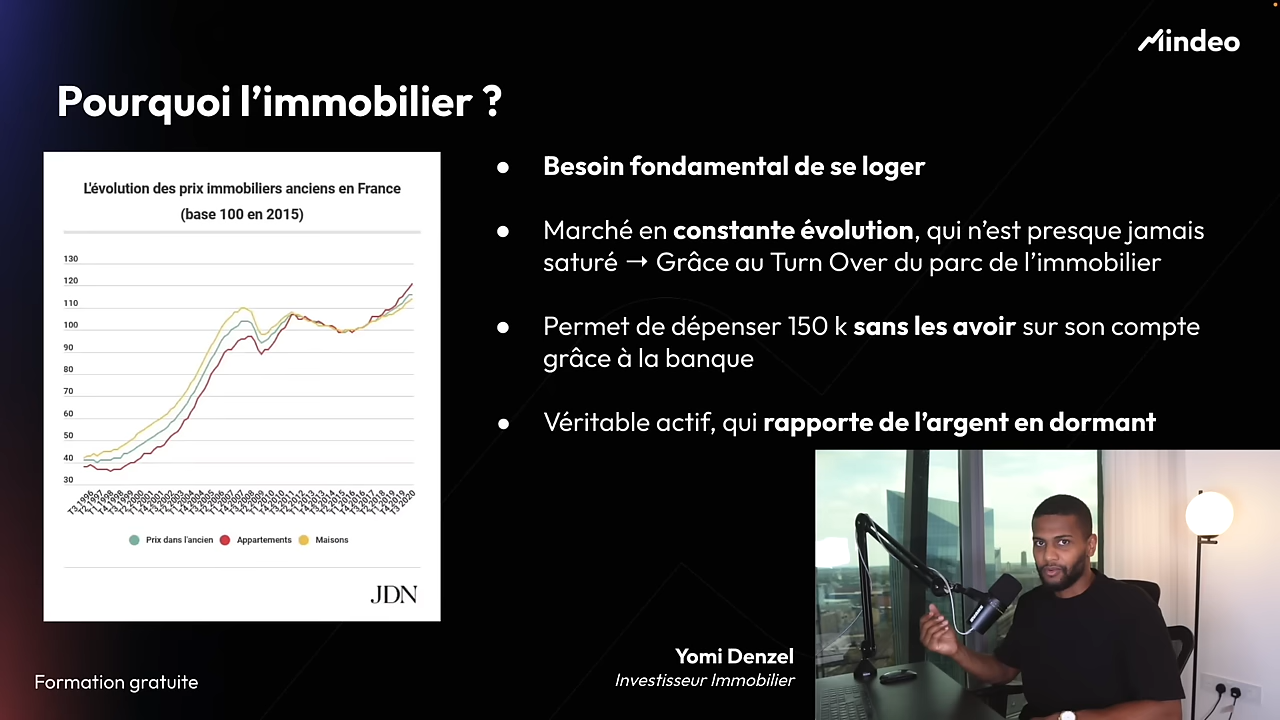 Mindeo
Pourquoi l’immobilier ?
L'évolution des prix immobiliers anciens en France
(base 100 en 2015)
130
120
110
100
90
80
70
60
50
40
30
Prix dans l'ancien
Appartements
Maisons
JDN
● Besoin fondamental de se loger
● Marché en constante évolution, qui n’est presque jamais
saturé → Grâce au Turn Over du parc de l’immobilier
● Permet de dépenser 150 k sans les avoir sur son compte
grâce à la banque
● Véritable actif, qui rapporte de l’argent en dormant
Yomi Denzel
Investisseur Immobilier
Formation gratuite